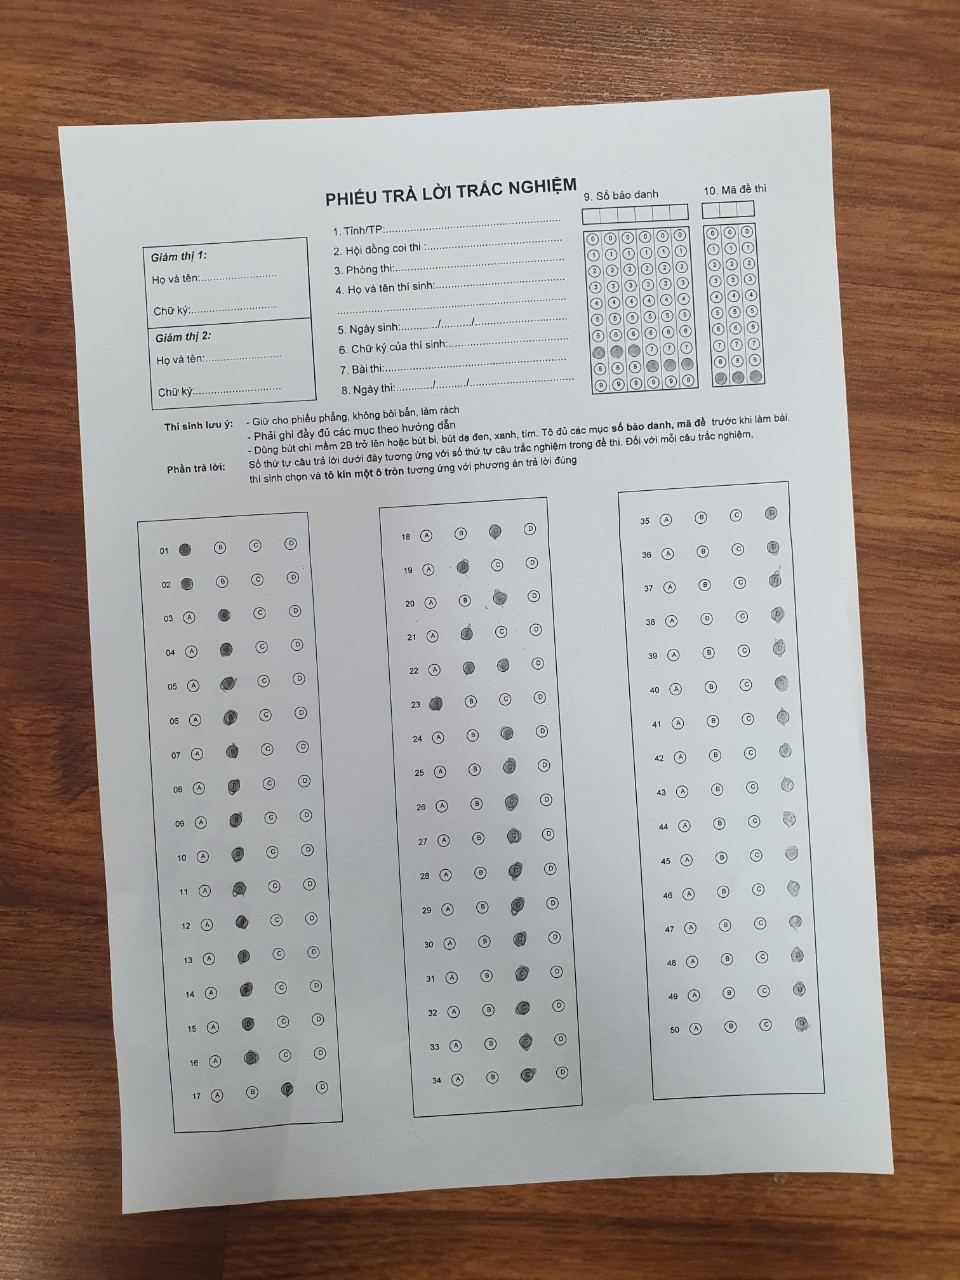 PHIẾU TRẢ LỜI TRẮC NGHIỆM
9. Số báo danh
10. Mã đề thi
Giám thị 1:
Họ và tên:........................
Chữ ký:...........................
Giám thị 2:
Họ và tên:........................
Chữ ký:...........................
1. Tỉnh/TP:.......................................................
2. Hội đồng coi thi :..........................................
3. Phòng thi:.....................................................
4. Họ và tên thí sinh:.........................................
........................................................................
5. Ngày sinh:.........../........../.............................
6. Chữ ký của thí sinh:......................................
7. Bài thi:.........................................................
8. Ngày thi:.........../........../.................................
0 0 0 0 0 0 0 0 0
1 1 1 1 1 1 1 1 1
2 2 2 2 2 2 2 2 2
3 3 3 3 3 3 3 3 3
4 4 4 4 4 4 4 4 4
5 5 5 5 5 5 5 5 5
6 6 6 6 6 6 6 6 6
7 7 7 7 7 7
8 8 8 8 8 8
9 9 9 9 9 9
Thí sinh lưu ý: - Giữ cho phiếu phẳng, không bôi bẩn, làm rách
- Phải ghi đầy đủ các mục theo hướng dẫn
- Dùng bút chì mềm 2B trở lên hoặc bút bi, bút dạ đen, xanh, tím. Tô đủ các mục số báo danh, mã đề trước khi làm bài.
Phần trả lời: Số thứ tự câu trả lời dưới đây tương ứng với số thứ tự câu trắc nghiệm trong đề thi. Đối với mỗi câu trắc nghiệm,
thí sinh chọn và tô kín một ô tròn tương ứng với phương án trả lời đúng
01 B C D
02 B C D
03 A B C D
04 A B C D
05 A B C D
06 A B C D
07 A B C D
08 A B C D
09 A B C D
10 A B C D
11 A B C D
12 A B C D
13 A B C D
14 A B C D
15 A B C D
16 A C D
17 A B C D
18 A B C D
19 A B C D
20 A B C D
21 A B C D
22 A D
23 B C D
24 A B C D
25 A B C D
26 A B C D
27 A B C D
28 A B C D
29 A B C D
30 A B C D
31 A B C D
32 A B C D
33 A B C D
34 A B C D
35 A B C D
36 A B C D
37 A B C D
38 A B C D
39 A B C D
40 A B C
41 A B C
42 A B C
43 A B C
44 A B C
45 A B C
46 A B C
47 A B C
48 A B C D
49 A B C D
50 A B C D